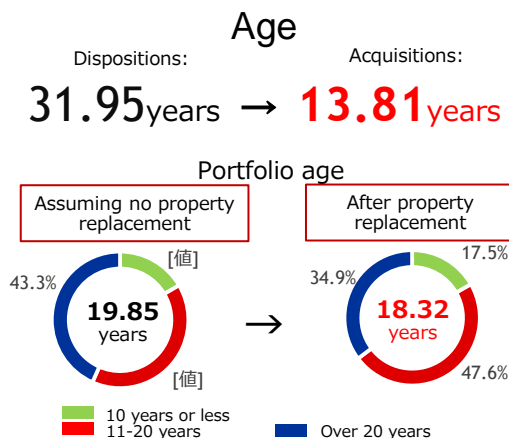 Age
Dispositions:
Acquisitions:
31.95years → 13.81years
Portfolio age
Assuming no property
replacement
After property
replacement
[値]
43.3%
19.85
years
[値]
→
17.5%
34.9%
18.32
years
47.6%
10 years or less
11-20 years
Over 20 years